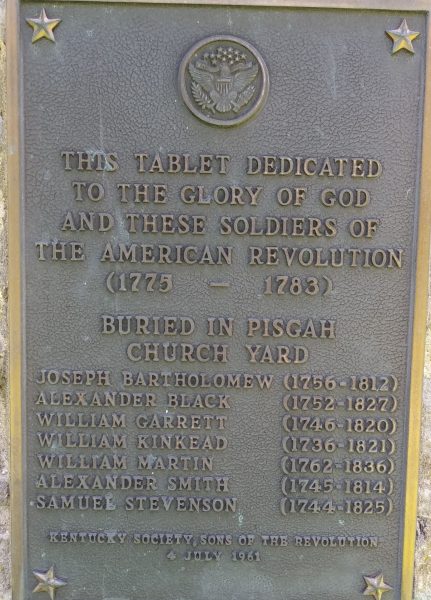 THIS TABLET DEDICATED
TO THE GLORY OF GOD
AND THESE SOLDIERS OF
THE AMERICAN REVOLUTION
(1775 — 1783)
BURIED IN PISGAH
CHURCH YARD
JOSEPH BARTHOLOMEW (1756-1812)
ALEXANDER BLACK (1752-1827)
WILLIAM GARRETT (1746-1820)
WILLIAM KINKEAD (1736-1821)
WILLIAM MARTIN (1762-1836)
ALEXANDER SMITH (1745-1814)
SAMUEL STEVENSON (1744-1825)
KENTUCKY SOCIETY, SONS OF THE REVOLUTION
4 JULY 1961